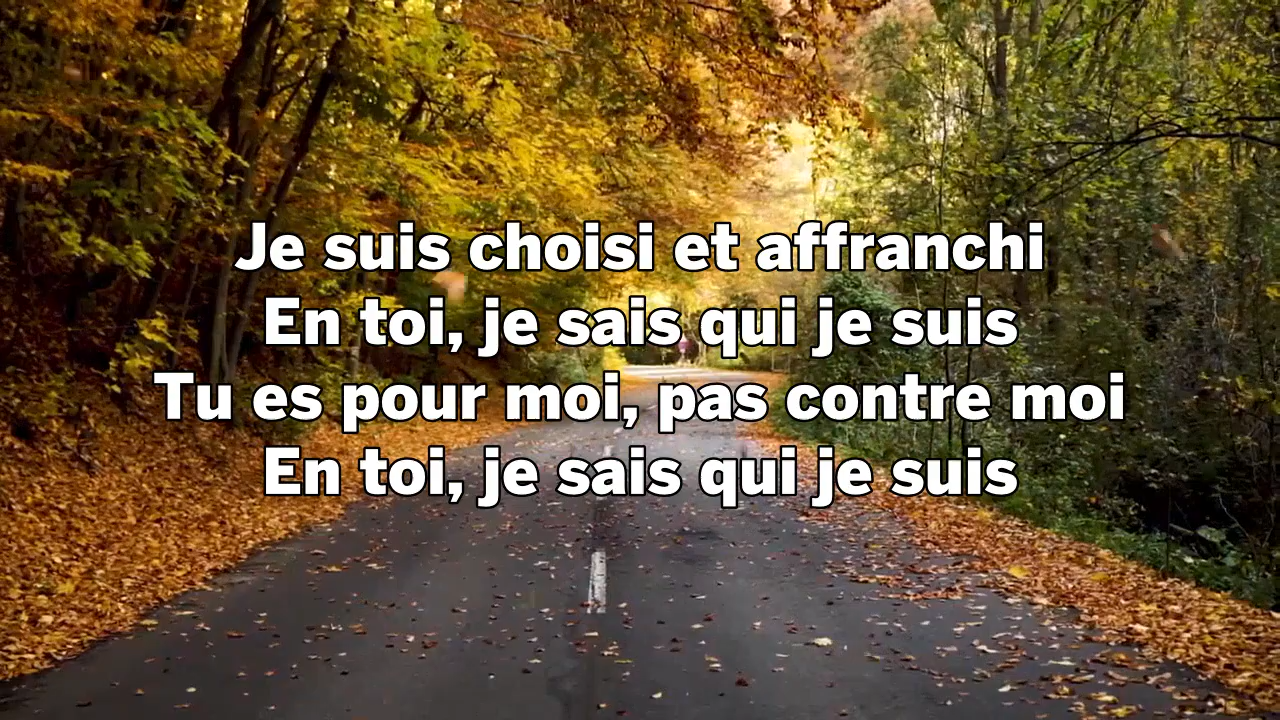 Je suis choisi et affranchi
En toi, je sais qui je suis
Tu es pour moi, pas contre moi
En toi, je sais qui je suis